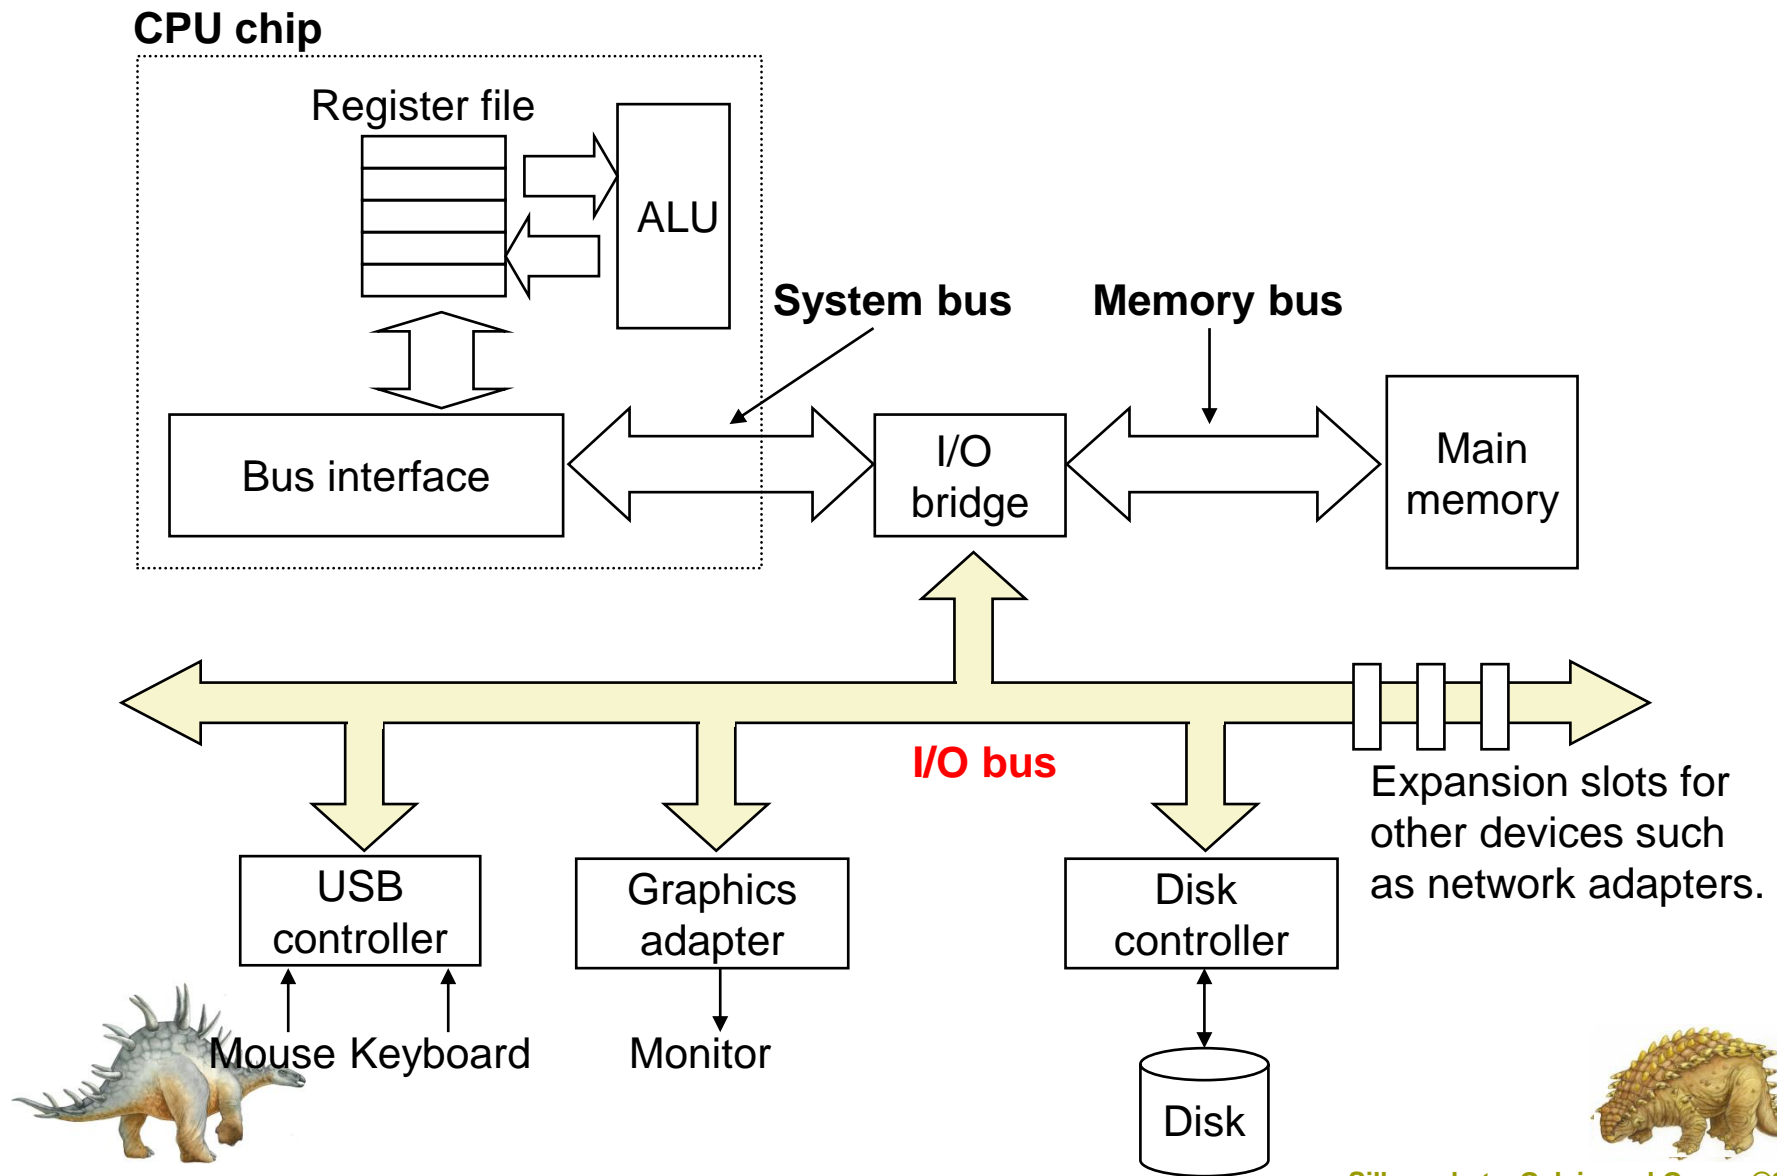 CPU chip
Register file
ALU
System bus
Memory bus
Bus interface
I/O
bridge
Main
memory
I/O bus
Expansion slots for
other devices such
as network adapters.
USB
controller
Graphics
adapter
Disk
controller
Mouse Keyboard
Monitor
Disk